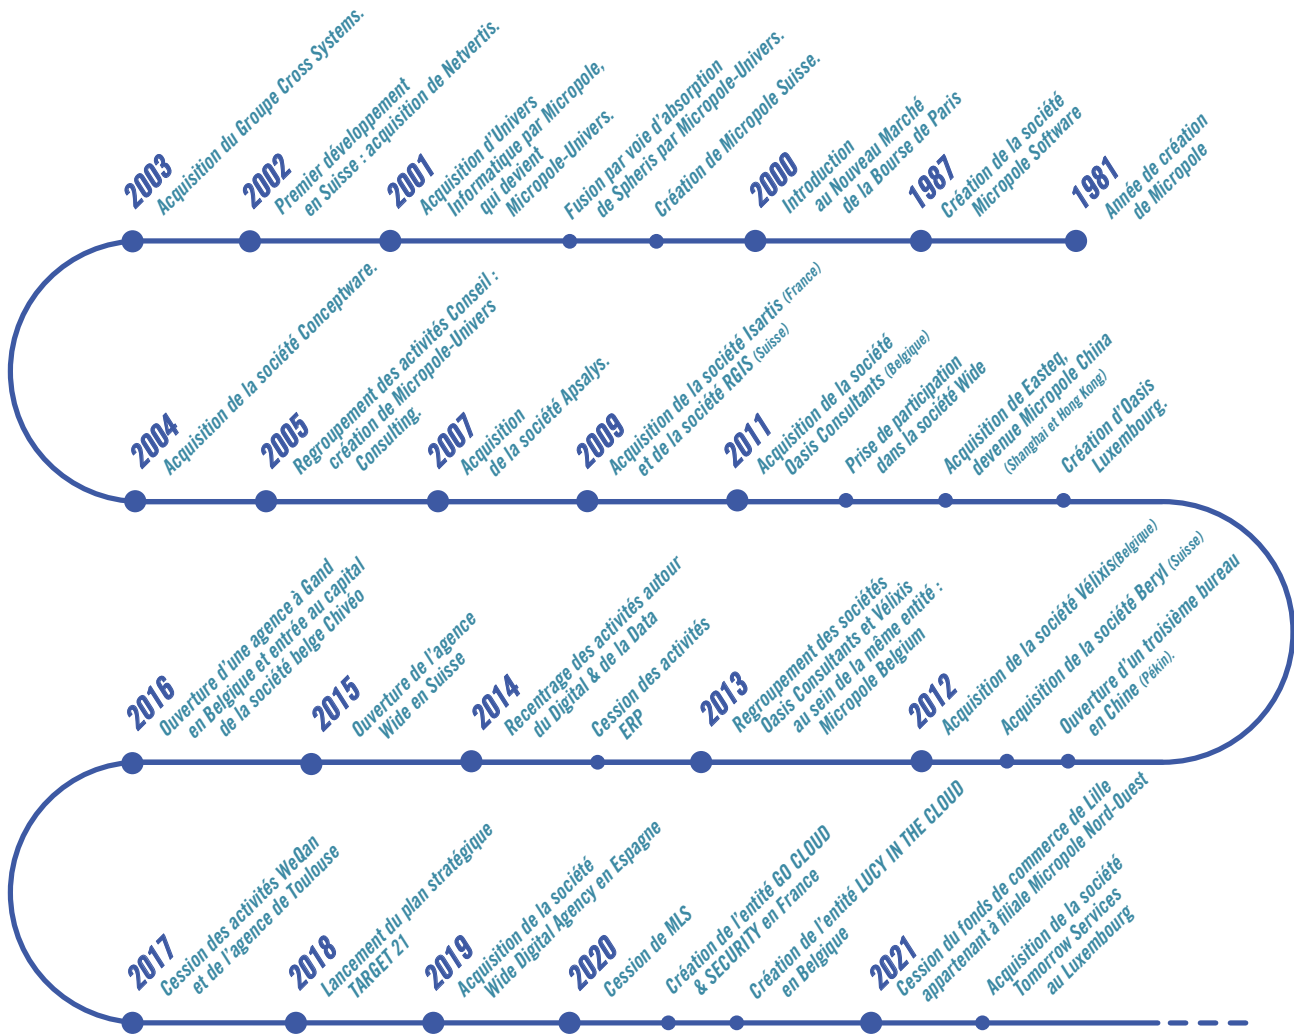 2003
Acquisition du Groupe Cross Systems.
2002
Premier développement
en Suisse : acquisition de Netvertis.
2001
Acquisition d'Univers
Informatique par Micropole,
qui devient
Micropole-Univers.
Fusion par voie d'absorption
de Spheris par Micropole-Univers.
Création de Micropole Suisse.
2000
Introduction
au Nouveau Marché
de la Bourse de Paris
1987
Création de la société
Micropole Software
1981
Année de création
de Micropole
2004
Acquisition de la société Conceptware.
2005
Regroupement des activités Conseil :
création de Micropole-Univers
Consulting.
2007
Acquisition
de la société Apsalys.
2009
Acquisition de la société Isartis (France)
et de la société RGIS (Suisse)
2011
Acquisition de la société
Oasis Consultants (Belgique)
Prise de participation
dans la société Wide
Acquisition de Easteq,
devenue Micropole China
(Shanghai et Hong Kong)
Création d'Oasis
Luxembourg.
2016
Ouverture d'une agence à Gand
en Belgique et entrée au capital
de la société belge Chivéo
2015
Ouverture de l'agence
Wide en Suisse
2014
Recentrage des activités autour
du Digital & de la Data
Cession des activités
ERP
2013
Regroupement des sociétés
Oasis Consultants et Vélixis
au sein de la même entité :
Micropole Belgium
2012
Acquisition de la société Vélixis(Belgique)
Acquisition de la société Beryl (Suisse)
Ouverture d'un troisième bureau
en Chine (Pékin).
2017
Cession des activités WeQan
et de l'agence de Toulouse
2018
Lancement du plan stratégique
TARGET 21
2019
Acquisition de la société
Wide Digital Agency en Espagne
2020
Cession de MLS
Création de l'entité GO CLOUD
& SECURITY en France
Création de l'entité LUCY IN THE CLOUD
en Belgique
2021
Cession du fonds de commerce de Lille
appartenant à filiale Micropole Nord-Ouest
Acquisition de la société
Tomorrow Services
au Luxembourg